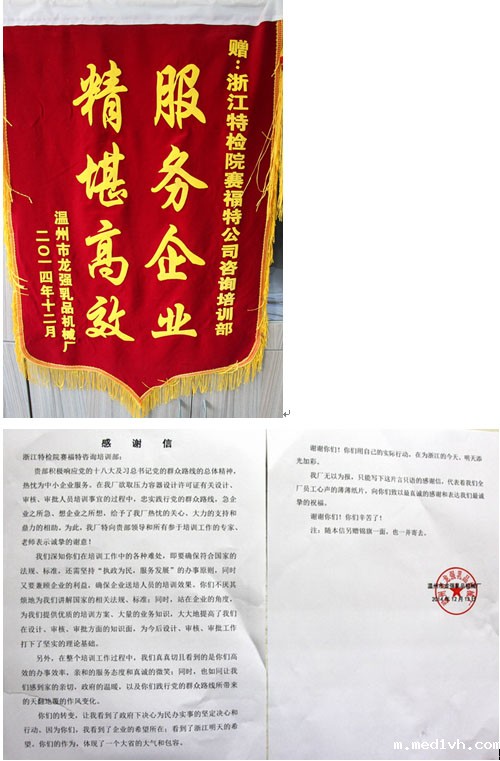 赠：浙江特检院赛福特公司咨询培训部
服务企业
精堪高效
温州市龙强乳品机械厂
二〇一四年十二月
感谢信
浙江特检院赛福特咨询培训部：
贵部积极响应党的十八大及习总书记党的群众路线的总体精神，
热忱为中小企业服务。在我厂欲取压力容器设计许可证有关设计、
审核、审批人员培训事宜的过程中，忠实践行党的群众路线，急企
业之所急、想企业之所想，给予了我厂热忱的关心，大力的支持和
鼎力的相助。为此，我厂特向贵部领导和所有参于培训工作的专家、
老师表示诚挚的谢意！
我们深知你们在培训工作中的各种难处，即要确保符合国家的
法规、标准，还需坚持“执政为民，服务发展”的办事原则，同时
又要兼顾企业的利益，确保企业送培人员的培训效果。你们不厌其
烦地为我们讲解国家的相关法规、标准；同时，站在企业的角度，
为我们提供优质的培训方案、大量的业务知识，大大地提高了我们
在设计、审核、审批方面的知识面，为今后设计、审核、审批工作
打下了坚实的理论基础。
另外，在整个培训工作过程中，我们真真切且看到的是你们高
效的办事效率，亲和的服务态度和真诚的微笑；同时，也如同让我
们感到家的亲切，政府的温暖，以及你们践行党的群众路线所带来
的天翻地覆的作风变化。
你们的转变，让我看到了政府下决心为民办实事的坚定决心和
行动。因为你们，我看到了企业的希望所在；看到了浙江明天的希
望。你们的作为，体现了一个大省的大气和包容。
谢谢你们！你们用自己的实际行动，在为浙江的今天、明天添
光加彩。
我厂无以为报，只能写下这片言只语的感谢信，代表着我们全
厂员工心声的薄薄纸片，向你们致以最真诚的感谢和表达我们最诚
挚的祝福。
谢谢你们！你们辛苦了！
注：随本信另赠锦旗一面，也一并寄去。
温州市龙强乳品机械厂
2014年12月15日
m.med1vh.com